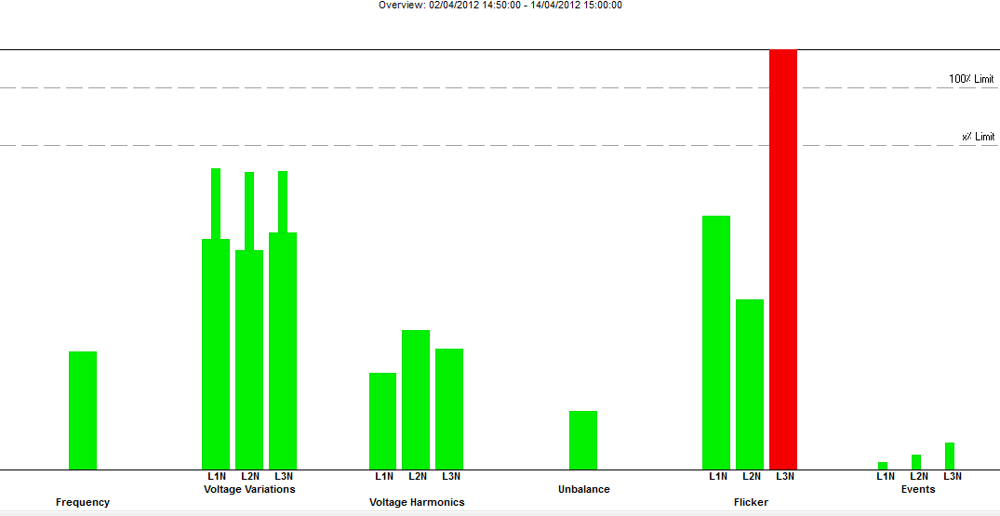 Overview: 02/04/2012 14:50:00 - 14/04/2012 15:00:00
100% Limit
x% Limit
L1N L2N L3N L1N L2N L3N L1N L2N L3N L1N L2N L3N
Voltage Variations Unbalance Events
Frequency Voltage Harmonics Flicker